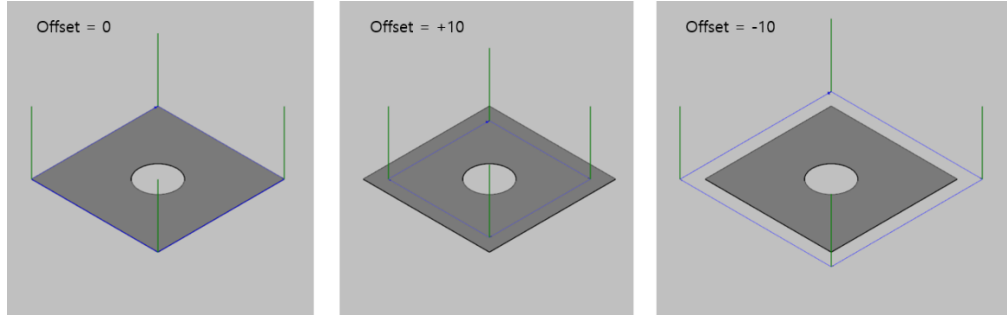 Offset = 0
Offset = +10
Offset = -10